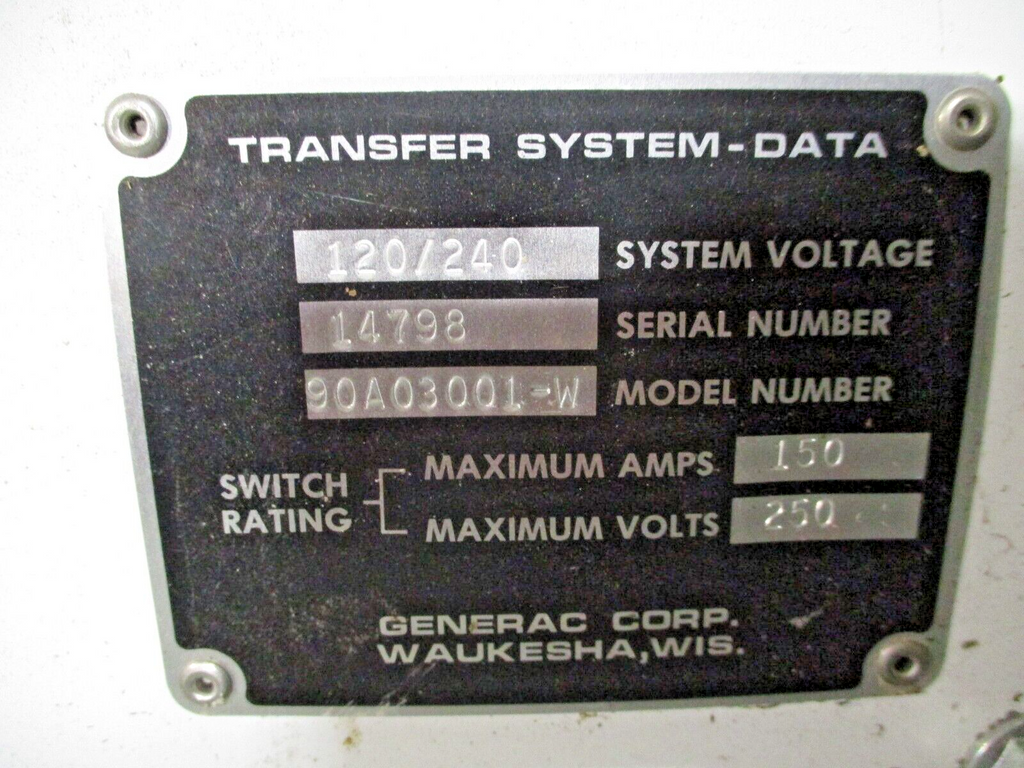 TRANSFER SYSTEM-DATA
120/240 SYSTEM VOLTAGE
14798 SERIAL NUMBER
90A03001-W MODEL NUMBER
SWITCH RATING
MAXIMUM AMPS 150
MAXIMUM VOLTS 250
GENERAC CORP.
WAUKESHA, WIS.